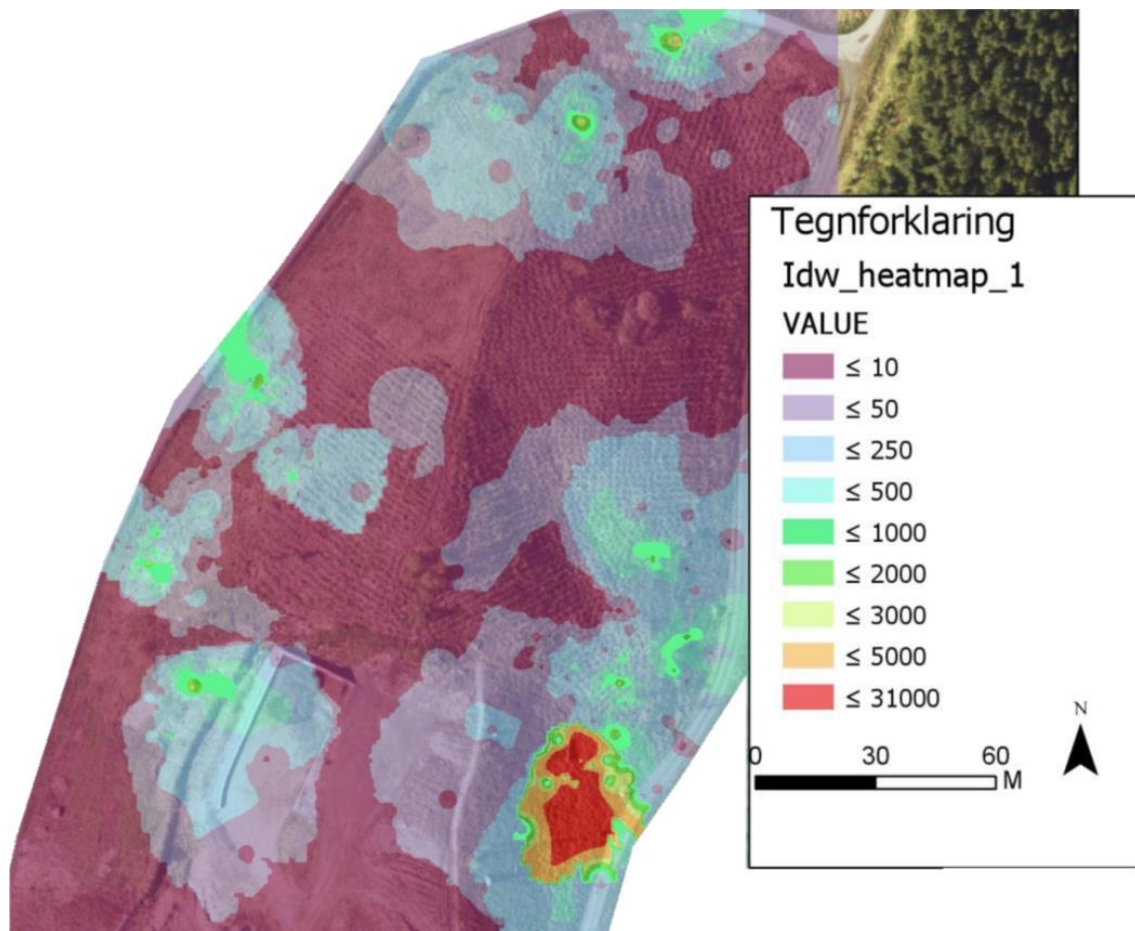 Tegnforklaring
Idw_heatmap_1
VALUE
≤ 10
≤ 50
≤ 250
≤ 500
≤ 1000
≤ 2000
≤ 3000
≤ 5000
≤ 31000
N
0 30 60
M